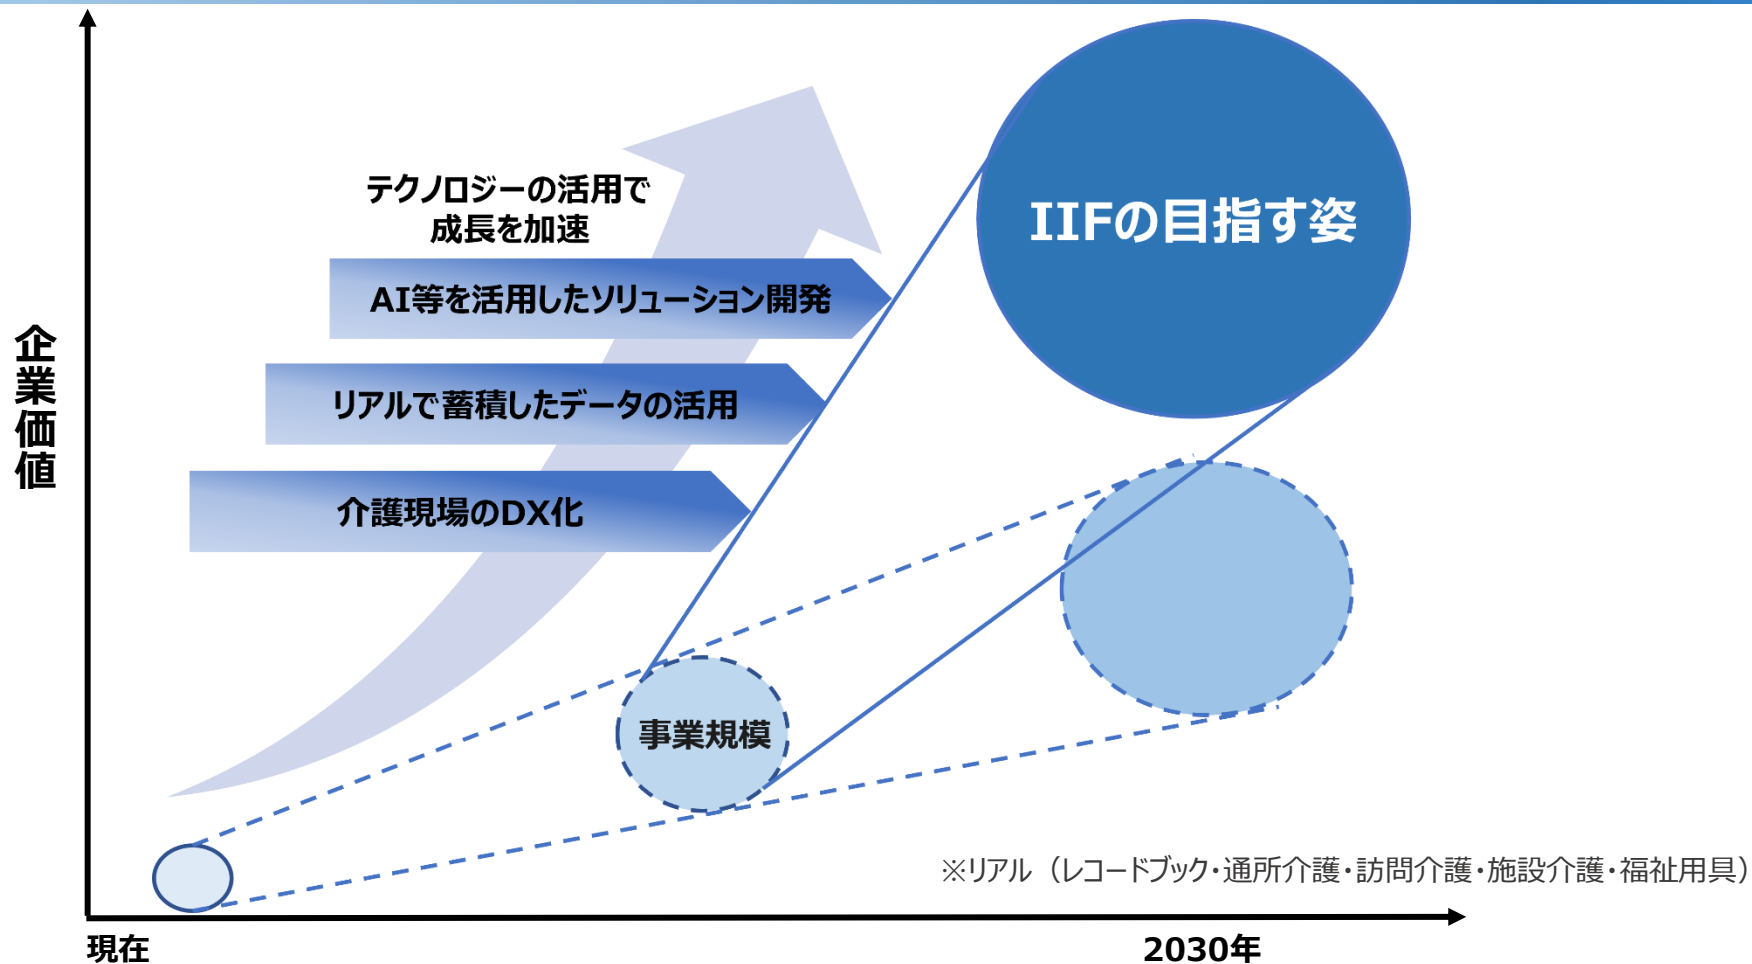 テクノロジーの活用で
成長を加速
IIFの目指す姿
AI等を活用したソリューション開発
リアルで蓄積したデータの活用
介護現場のDX化
企業価値
事業規模
※リアル（レコードブック・通所介護・訪問介護・施設介護・福祉用具）
現在
2030年